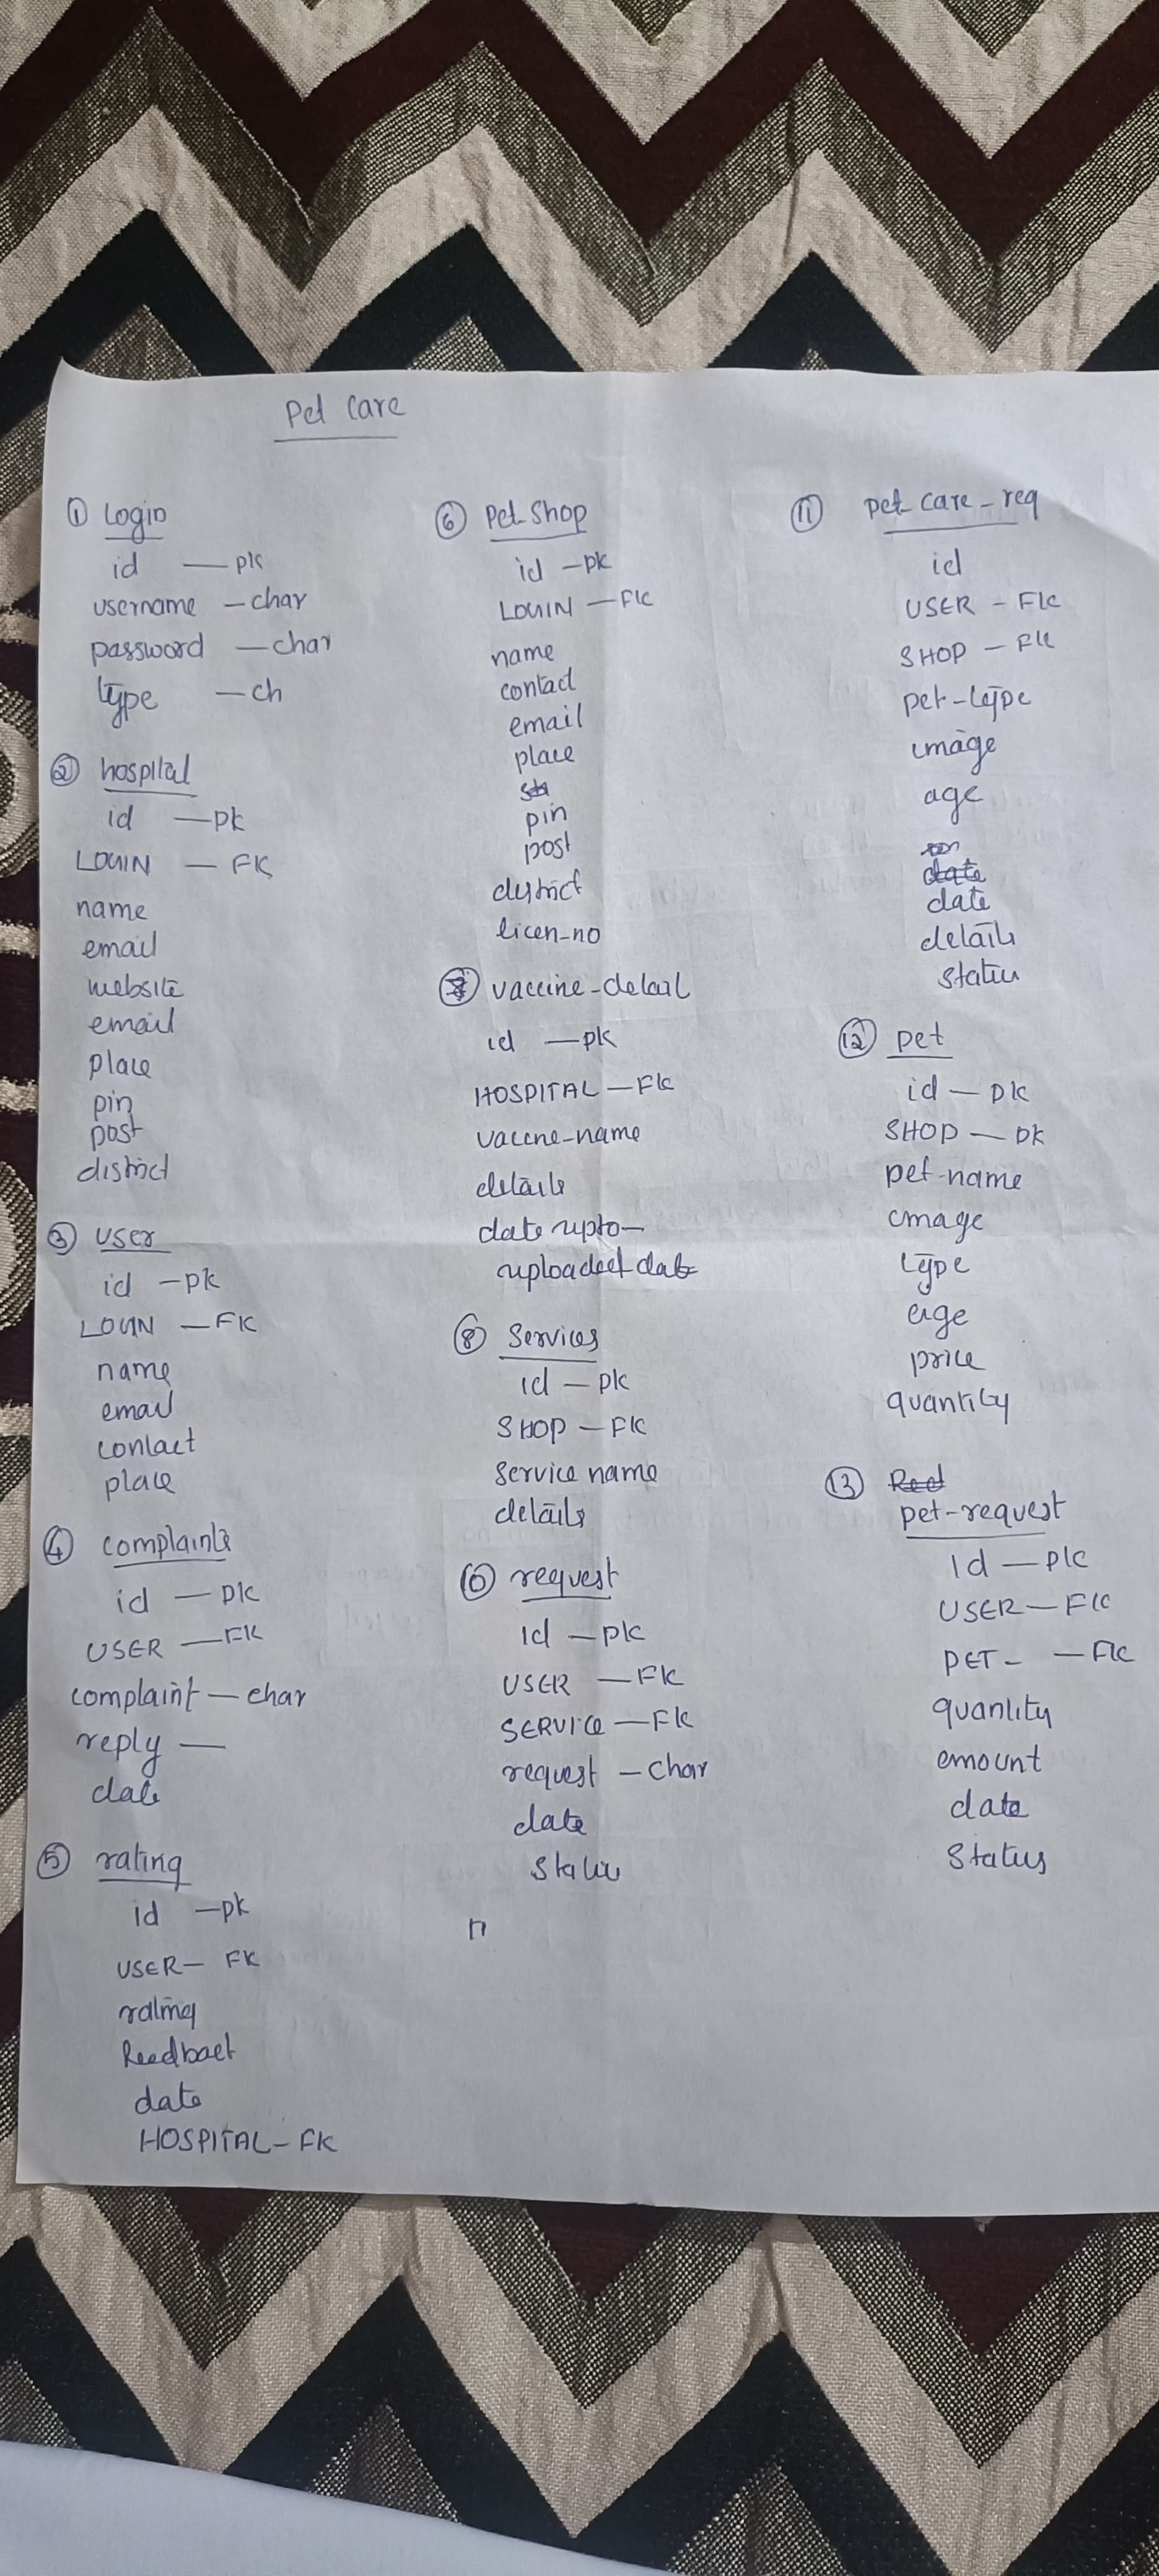 Pet Care
① Login
id — pk
username — char
password — char
type — ch
② hospital
id — pk
LOGIN — FK
name
email
website
email
place
pin
post
district
③ user
id — pk
LOGIN — FK
name
email
contact
place
④ complaints
id — pk
USER — FK
complaint — char
reply —
date
⑤ rating
id — pk
USER — FK
rating
feedback
date
HOSPITAL — FK
⑥ Pet Shop
id — pk
LOGIN — FK
name
contact
email
place
pin
post
district
licen-no
⑦ vaccine-detail
id — pk
HOSPITAL — FK
vaccne-name
details
date upto —
uploaded date
⑧ Services
id — pk
SHOP — FK
service name
details
⑩ request
id — pk
USER — FK
SERVICE — FK
request — char
date
status
⑪ pet care-req
id
USER — FK
SHOP — FK
pet-type
image
age
date
date
details
status
⑫ pet
id — pk
SHOP — pk
pet-name
image
type
age
price
quantity
⑬
pet-request
id — pk
USER — FK
PET - — FK
quantity
amount
date
status